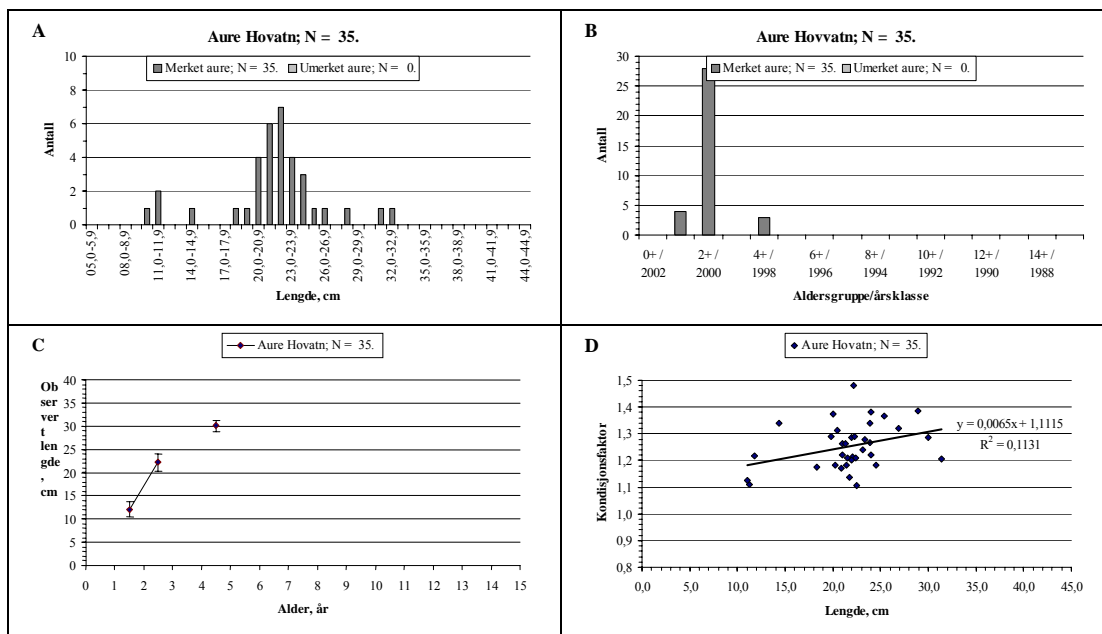 A
Aure Hovatn; N = 35.
Merket aure; N = 35. Umerket aure; N = 0.
Antall
10
8
6
4
2
0
05,0-5,9 08,0-8,9 11,0-11,9 14,0-14,9 17,0-17,9 20,0-20,9 23,0-23,9 26,0-26,9 29,0-29,9 32,0-32,9 35,0-35,9 38,0-38,9 41,0-41,9 44,0-44,9
Lengde, cm
B
Aure Hovvatn; N = 35.
Merket aure; N = 35. Umerket aure; N = 0.
Antall
30
25
20
15
10
5
0
0+ / 2+ / 4+ / 6+ / 8+ / 10+ / 12+ / 14+ /
2002 2000 1998 1996 1994 1992 1990 1988
Aldersgruppe/årsklasse
C
Aure Hovatn; N = 35.
Ob
ser
ver
t len
gde
,
cm
40
35
30
25
20
15
10
5
0
0 1 2 3 4 5 6 7 8 9 10 11 12 13 14 15
Alder, år
D
Aure Hovatn; N = 35.
Kondisjonsfaktor
1,5
1,4
1,3
1,2
1,1
1,0
0,9
0,8
y = 0,0065x + 1,1115
R² = 0,1131
0,0 5,0 10,0 15,0 20,0 25,0 30,0 35,0 40,0 45,0
Lengde, cm